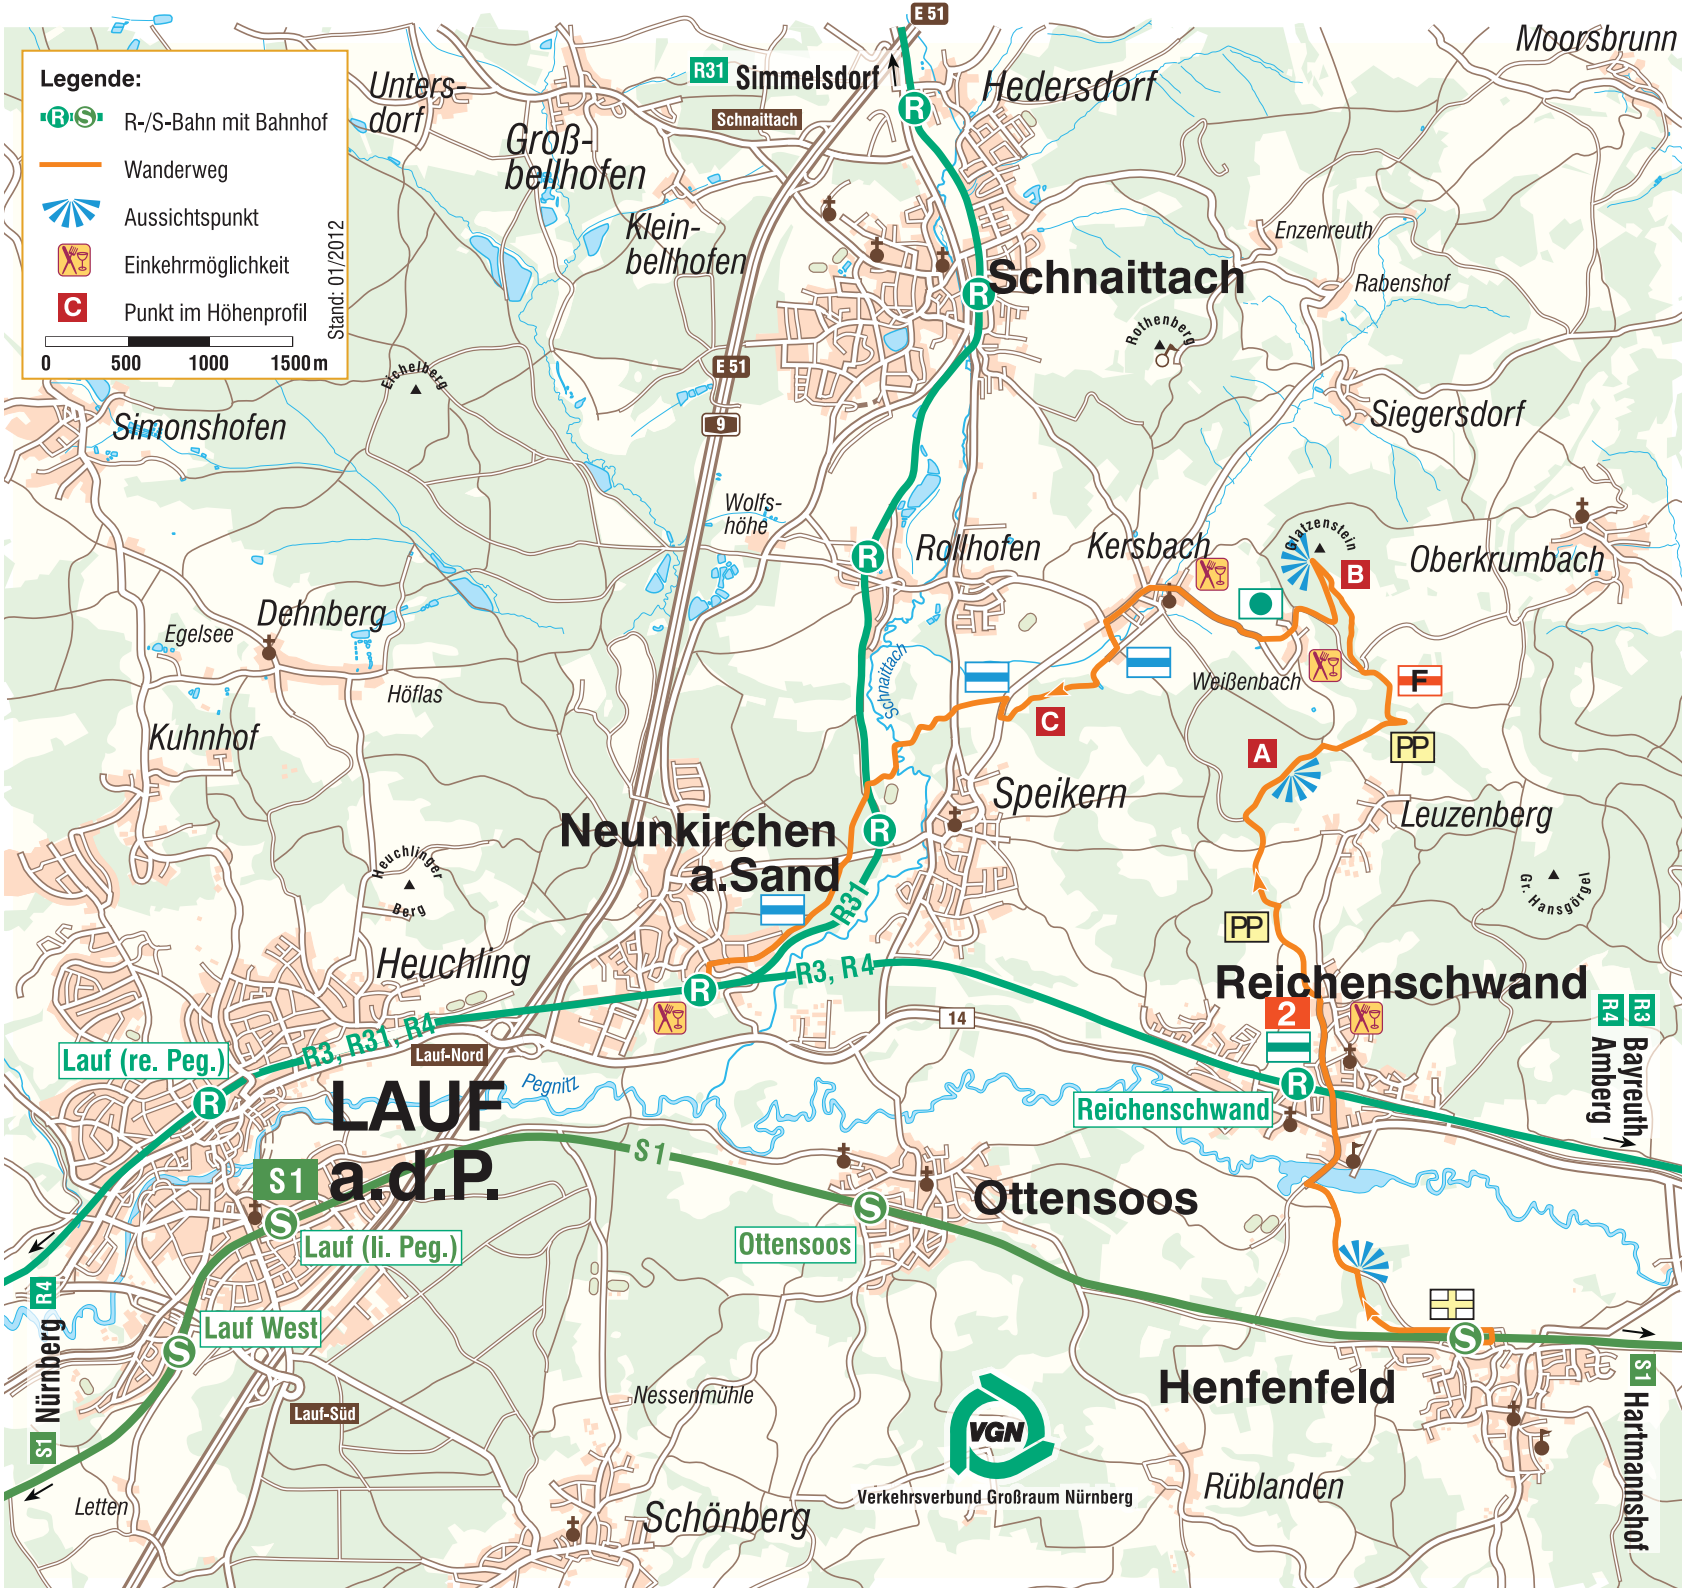 Legende:
R S R-/S-Bahn mit Bahnhof
Wanderweg
Aussichtspunkt
Einkehrmöglichkeit
C Punkt im Höhenprofil
0 500 1000 1500 m
Stand: 01/2012
E 51
Moorsbrunn
R31 Simmelsdorf
Unters-
dorf
Hedersdorf
R
Schnaittach
Groß-
bellhofen
Klein-
bellhofen
Enzenreuth
Schnaittach
R
Rabenshof
Rothenberg
E 51
Eichelberg
9
Simonshofen
Siegersdorf
Wolfs-
höhe
R
Rollhofen
Kersbach
Glatzenstein
B
Oberkrumbach
Dehnberg
Egelsee
Höflas
Schnaittach
Weißenbach
F
C
Kuhnhof
A
PP
Speikern
Leuzenberg
Neunkirchen
a.Sand
R
R31
Heuchlinger
Berg
Gr. Hansgörgel
PP
Heuchling
R3, R4
Reichenschwand
R
2
14
R3, R31, R4
Lauf-Nord
Lauf (re. Peg.)
R
R4
R3
Bayreuth
Amberg
LAUF
a.d.P.
Pegnitz
Reichenschwand
R
S1
S1
Ottensoos
S
Ottensoos
S
Lauf (li. Peg.)
R4
S1 Nürnberg
Lauf West
S
Henfenfeld
S
S1 Hartmannshof
Lauf-Süd
Nessenmühle
VGN
Verkehrsverbund Großraum Nürnberg
Rüblanden
Letten
Schönberg